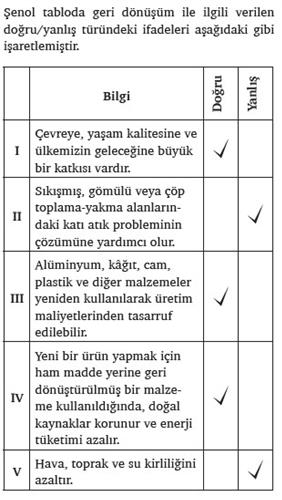 Şenol tabloda geri dönüşüm ile ilgili verilen
doğru/yanlış türündeki ifadeleri aşağıdaki gibi
işaretlemiştir.
Bilgi
Doğru
Yanlış
I
Çevreye, yaşam kalitesine ve
ülkemizin geleceğine büyük
bir katkısı vardır.
II
Sıkışmış, gömülü veya çöp
toplama-yakma alanların-
daki katı atık probleminin
çözümüne yardımcı olur.
III
Alüminyum, kâğıt, cam,
plastik ve diğer malzemeler
yeniden kullanılarak üretim
maliyetlerinden tasarruf
edilebilir.
IV
Yeni bir ürün yapmak için
ham madde yerine geri
dönüştürülmüş bir malze-
me kullanıldığında, doğal
kaynaklar korunur ve enerji
tüketimi azalır.
V
Hava, toprak ve su kirliliğini
azaltır.